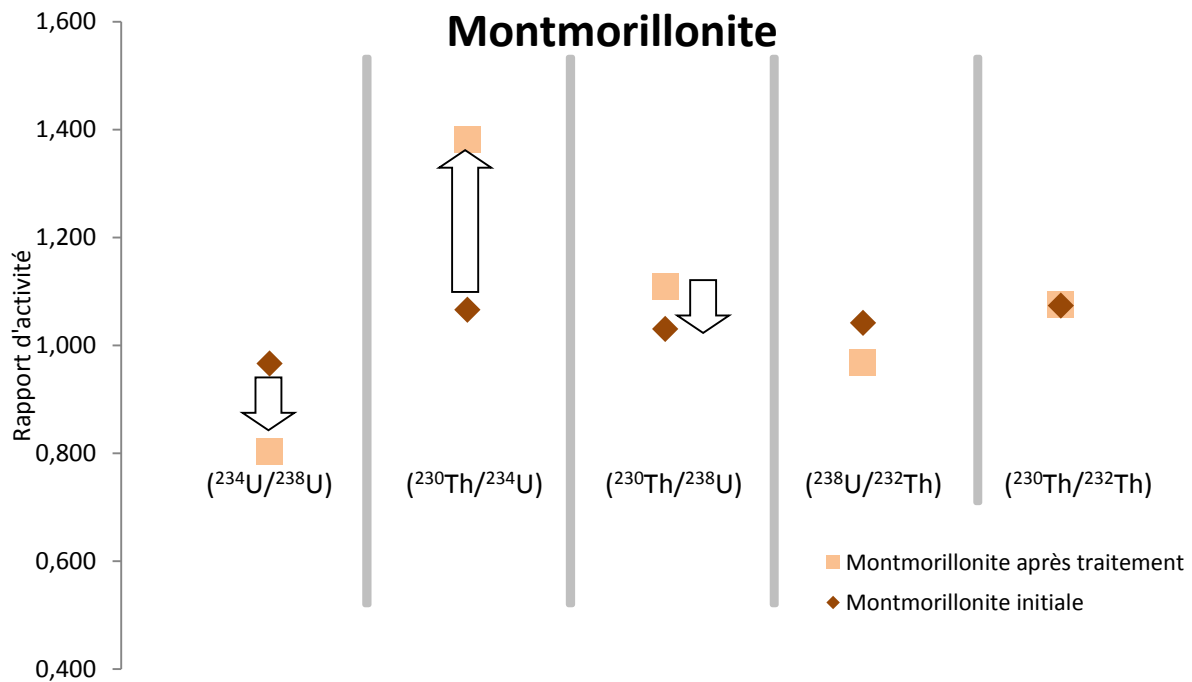 Montmorillonite
Rapport d'activité
1,600
1,400
1,200
1,000
0,800
0,600
0,400
(²³⁴U/²³⁸U)
(²³⁰Th/²³⁴U)
(²³⁰Th/²³⁸U)
(²³⁸U/²³²Th)
(²³⁰Th/²³²Th)
Montmorillonite après traitement
Montmorillonite initiale